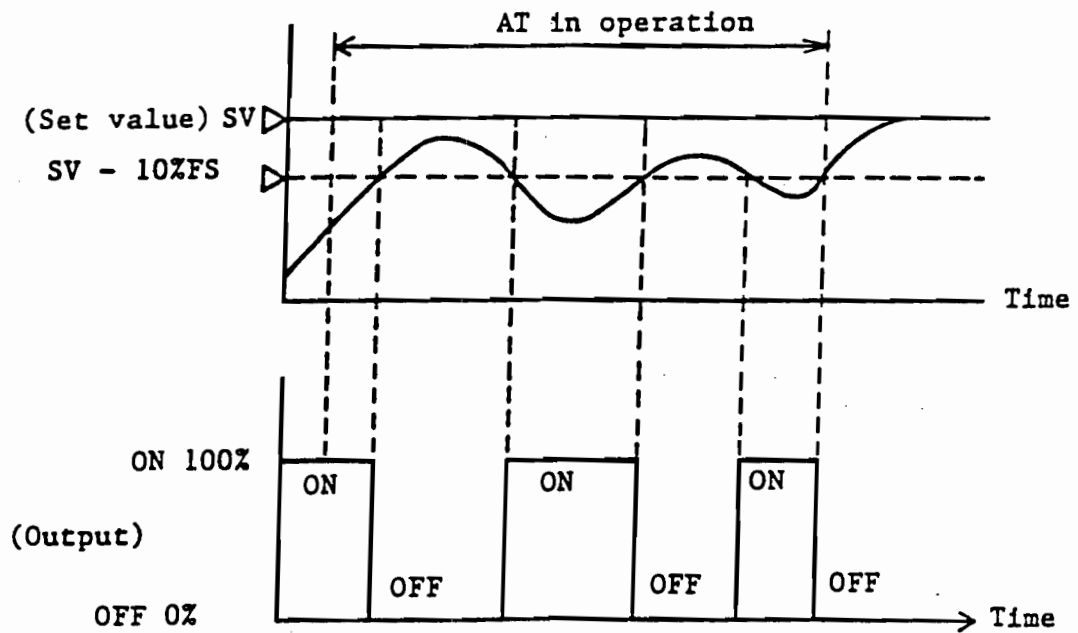 AT in operation
(Set value) SV
SV - 10%FS
Time
ON 100%
ON
ON
ON
(Output)
OFF
OFF
OFF
OFF 0%
Time